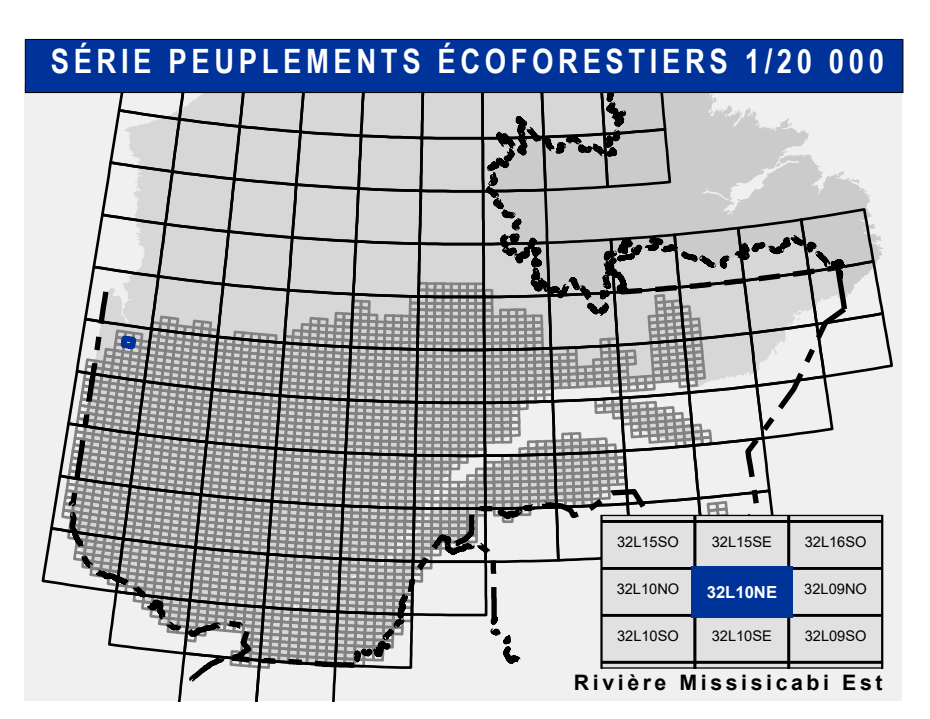 SÉRIE PEUPLEMENTS ÉCOFORESTIERS 1/20 000
32L15SO 32L15SE 32L16SO
32L10NO 32L10NE 32L09NO
32L10SO 32L10SE 32L09SO
Rivière Missisicabi Est